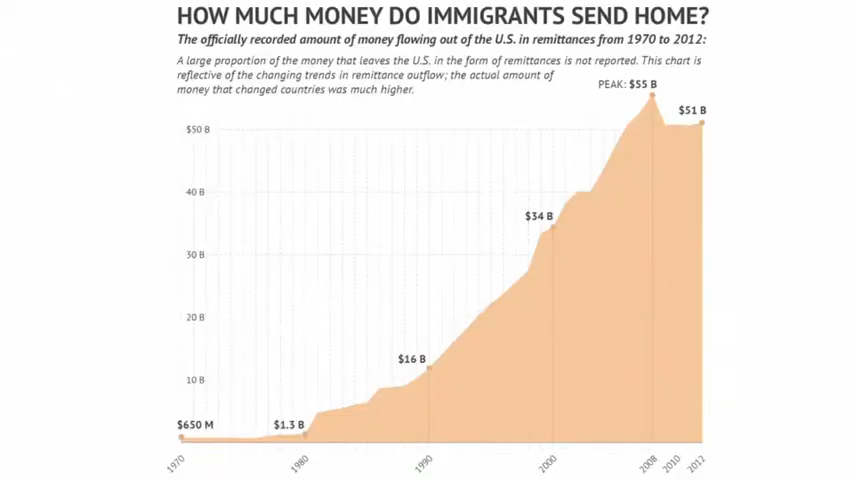 HOW MUCH MONEY DO IMMIGRANTS SEND HOME?
The officially recorded amount of money flowing out of the U.S. in remittances from 1970 to 2012:
A large proportion of the money that leaves the U.S. in the form of remittances is not reported. This chart is
reflective of the changing trends in remittance outflow; the actual amount of
money that changed countries was much higher.
PEAK: $55 B
$51 B
$50 B
40 B
$34 B
30 B
20 B
$16 B
10 B
$650 M
$1.3 B
1970
1980
1990
2000
2008
2010
2012